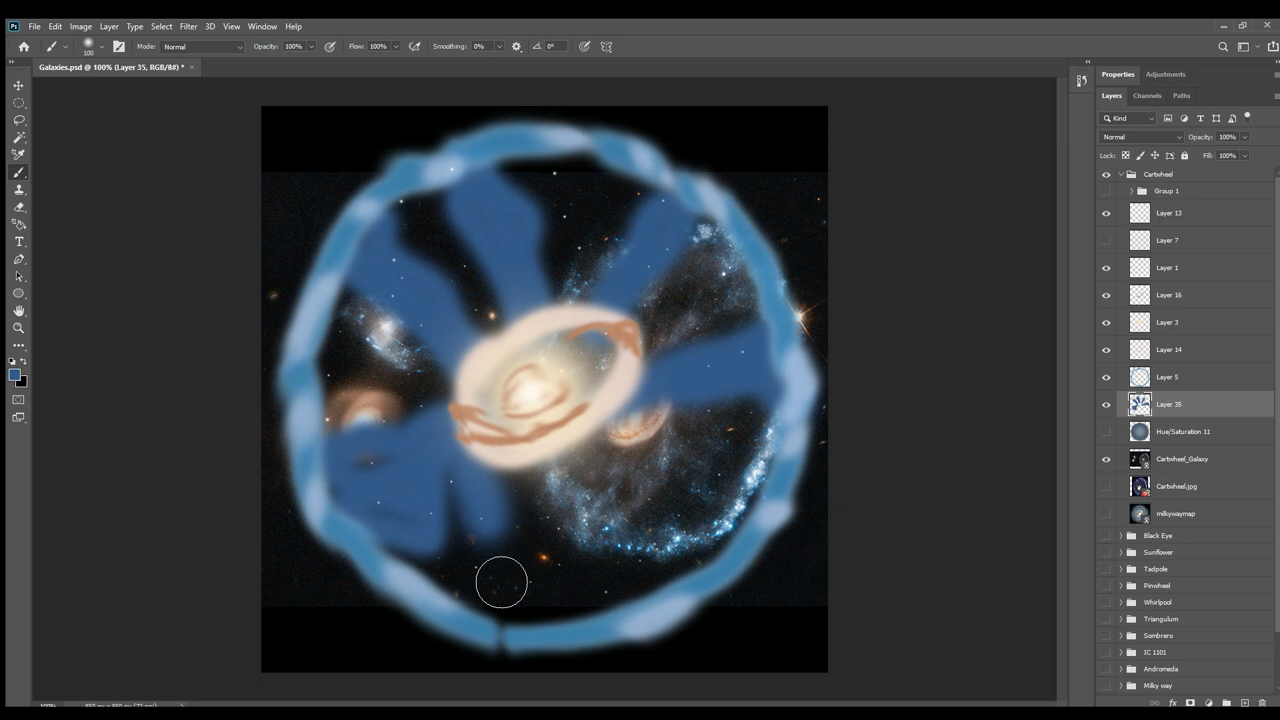 Ps File Edit Image Layer Type Select Filter 3D View Window Help
100 Mode: Normal Opacity: 100% Flow: 100% Smoothing: 0% 0°
Galaxies.psd @ 100% (Layer 35, RGB/8#) *
Properties Adjustments
Layers Channels Paths
Kind
Normal Opacity: 100%
Lock: Fill: 100%
Cartwheel
Group 1
Layer 13
Layer 7
Layer 1
Layer 16
Layer 3
Layer 14
Layer 5
Layer 35
Hue/Saturation 11
Cartwheel_Galaxy
Cartwheel.jpg
milkywaymap
Black Eye
Sunflower
Tadpole
Pinwheel
Whirlpool
Triangulum
Sombrero
IC 1101
Andromeda
Milky way
fx